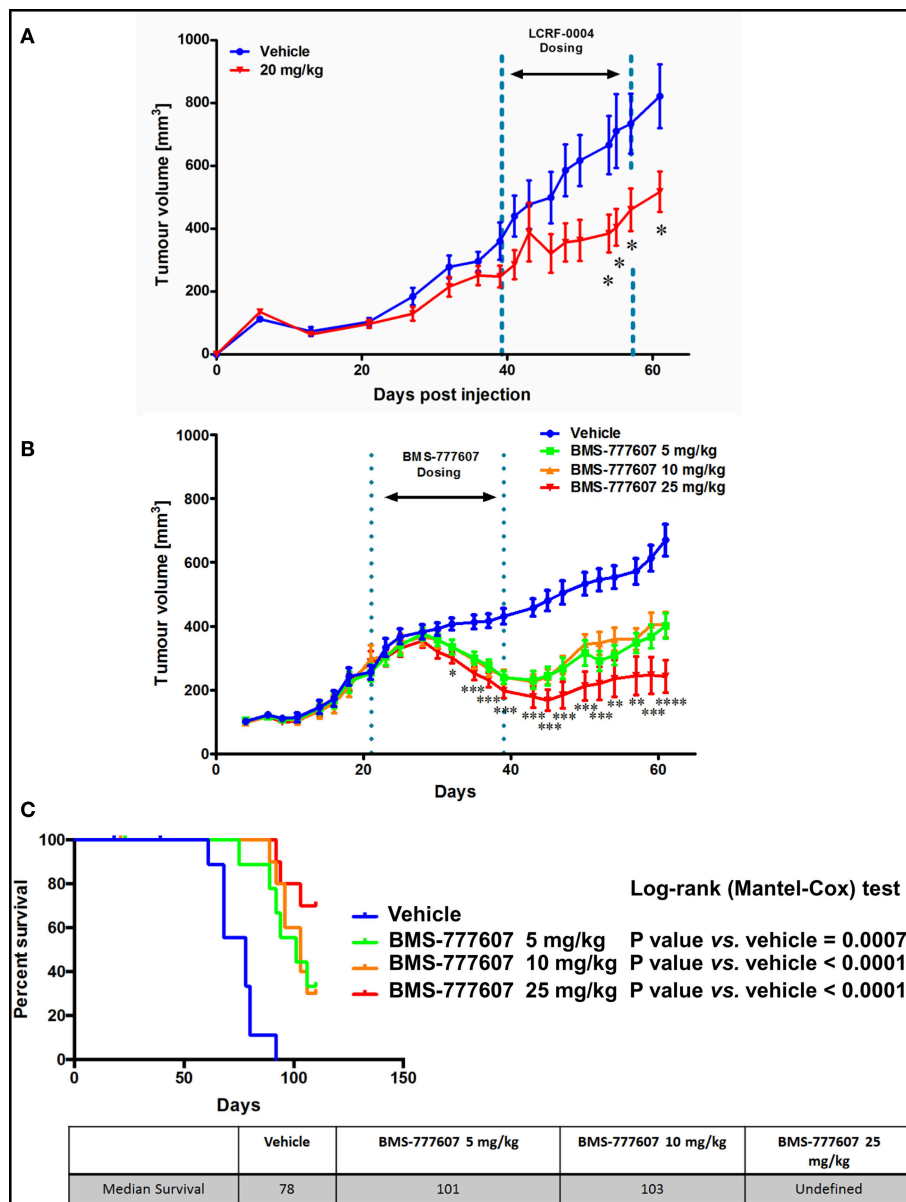 A
LCRF-0004
Dosing
Vehicle
20 mg/kg
Tumour volume [mm³]
1000
800
600
400
200
0
* * * *
0 20 40 60
Days post injection
B
Vehicle
BMS-777607 5 mg/kg
BMS-777607 10 mg/kg
BMS-777607 25 mg/kg
BMS-777607
Dosing
Tumour volume [mm³]
1000
800
600
400
200
0
* *** *** *** *** *** *** *** *** ** ** *** ****
0 20 40 60
Days
C
Percent survival
100
80
60
40
20
0
0 50 100 150
Days
Log-rank (Mantel-Cox) test
Vehicle
BMS-777607 5 mg/kg P value vs. vehicle = 0.0007
BMS-777607 10 mg/kg P value vs. vehicle < 0.0001
BMS-777607 25 mg/kg P value vs. vehicle < 0.0001
Vehicle BMS-777607 5 mg/kg BMS-777607 10 mg/kg BMS-777607 25 mg/kg
Median Survival 78 101 103 Undefined